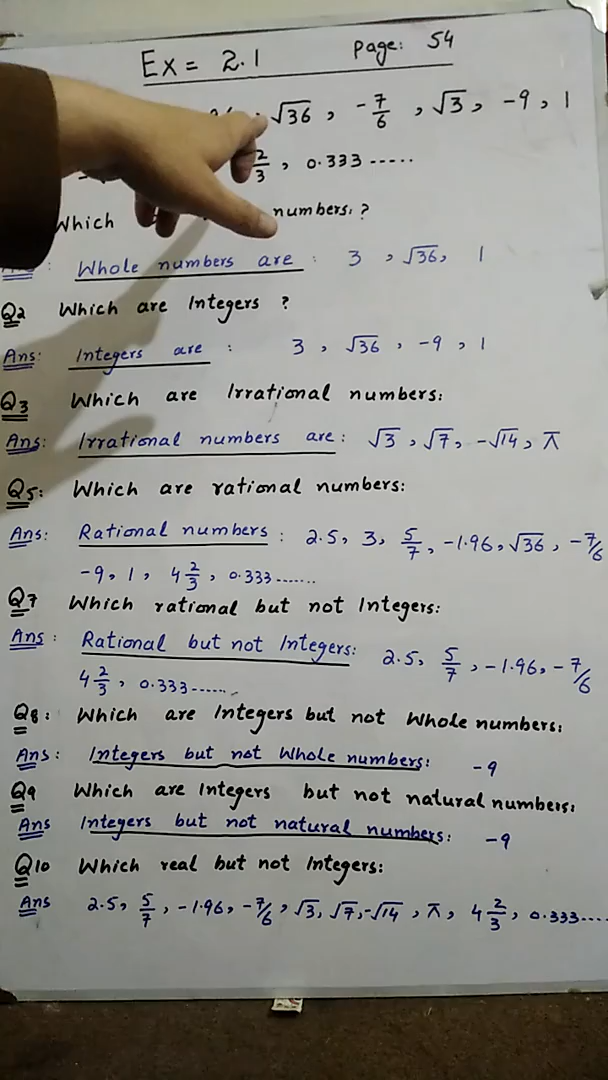 Ex = 2.1 Page: 54
√36 , -7/6 , √3 , -9 , 1
2/3 , 0.333 .....
Which numbers. ?
Whole numbers are : 3 , √36, 1
Q2 Which are Integers ?
Ans: Integers are : 3 , √36 , -9 , 1
Q3 Which are Irrational numbers:
Ans: Irrational numbers are: √3 , √7, -√14, π
Q5: Which are rational numbers:
Ans: Rational numbers : 2.5, 3, 5/7, -1.96, √36, -7/6
-9, 1, 4 2/3, 0.333.......
Q7 Which rational but not Integers:
Ans : Rational but not Integers: 2.5, 5/7, -1.96, -7/6
4 2/3, 0.333......
Q8: Which are Integers but not Whole numbers:
Ans : Integers but not Whole numbers: -9
Q9 Which are Integers but not natural numbers:
Ans Integers but not natural numbers: -9
Q10 Which real but not Integers:
Ans 2.5, 5/7, -1.96, -7/6, √3, √7, -√14, π, 4 2/3, 0.333....